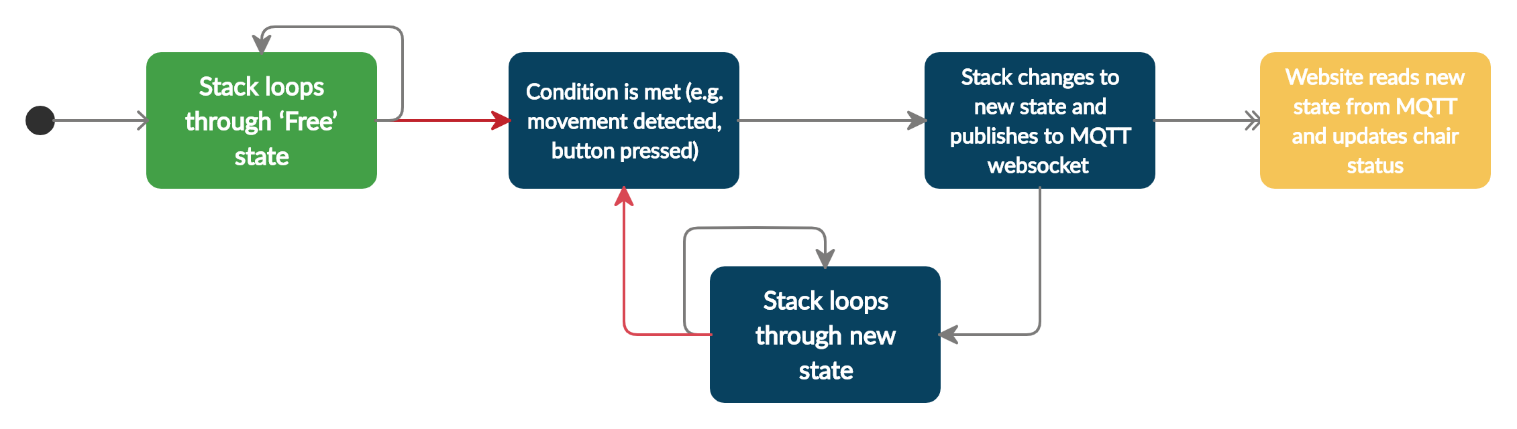 Stack loops
through ‘Free’
state
Condition is met (e.g.
movement detected,
button pressed)
Stack changes to
new state and
publishes to MQTT
websocket
Website reads new
state from MQTT
and updates chair
status
Stack loops
through new
state